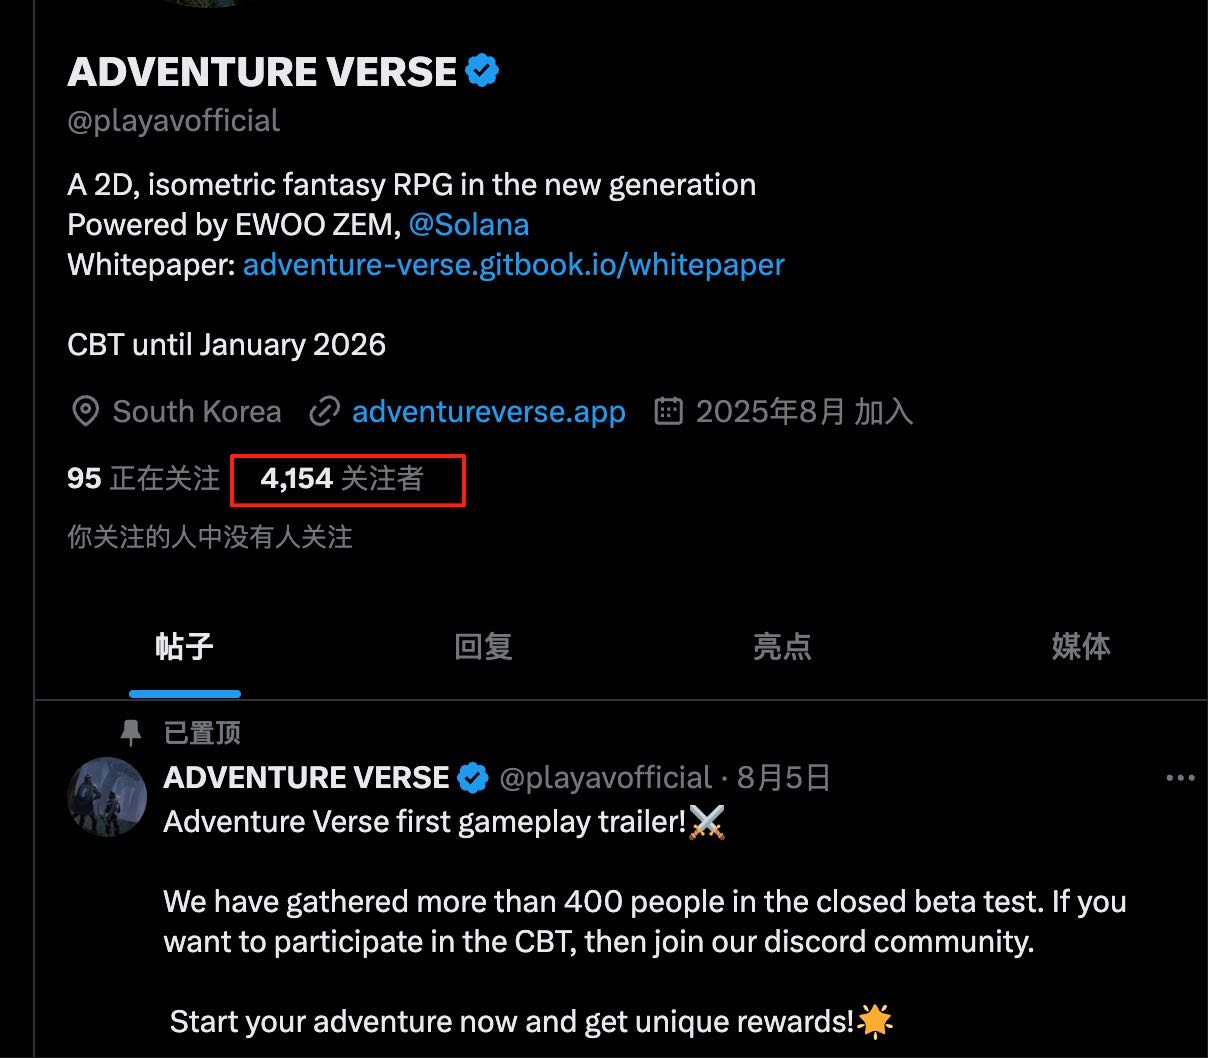 ADVENTURE VERSE
@playavofficial
A 2D, isometric fantasy RPG in the new generation
Powered by EWOO ZEM, @Solana
Whitepaper: adventure-verse.gitbook.io/whitepaper
CBT until January 2026
South Korea adventureverse.app 2025年8月 加入
95 正在关注 4,154 关注者
你关注的人中没有人关注
帖子 回复 亮点 媒体
已置顶
ADVENTURE VERSE @playavofficial · 8月5日
Adventure Verse first gameplay trailer!⚔️
We have gathered more than 400 people in the closed beta test. If you
want to participate in the CBT, then join our discord community.
Start your adventure now and get unique rewards!🌟